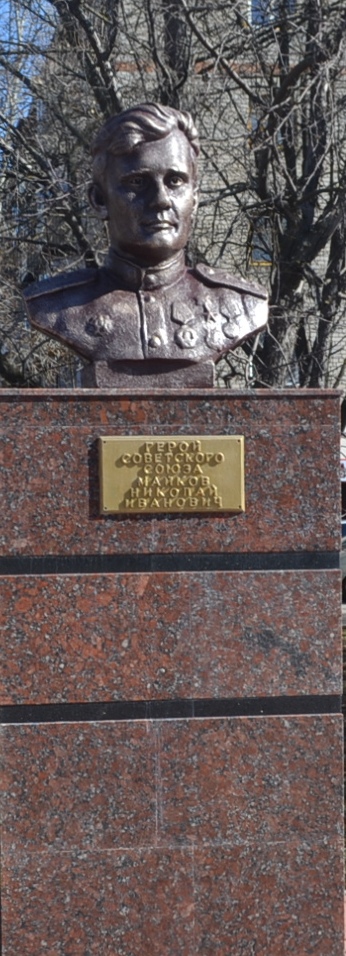 ГЕРОЙ
СОВЕТСКОГО
СОЮЗА
МАЙКОВ
НИКОЛАЙ
ИВАНОВИЧ